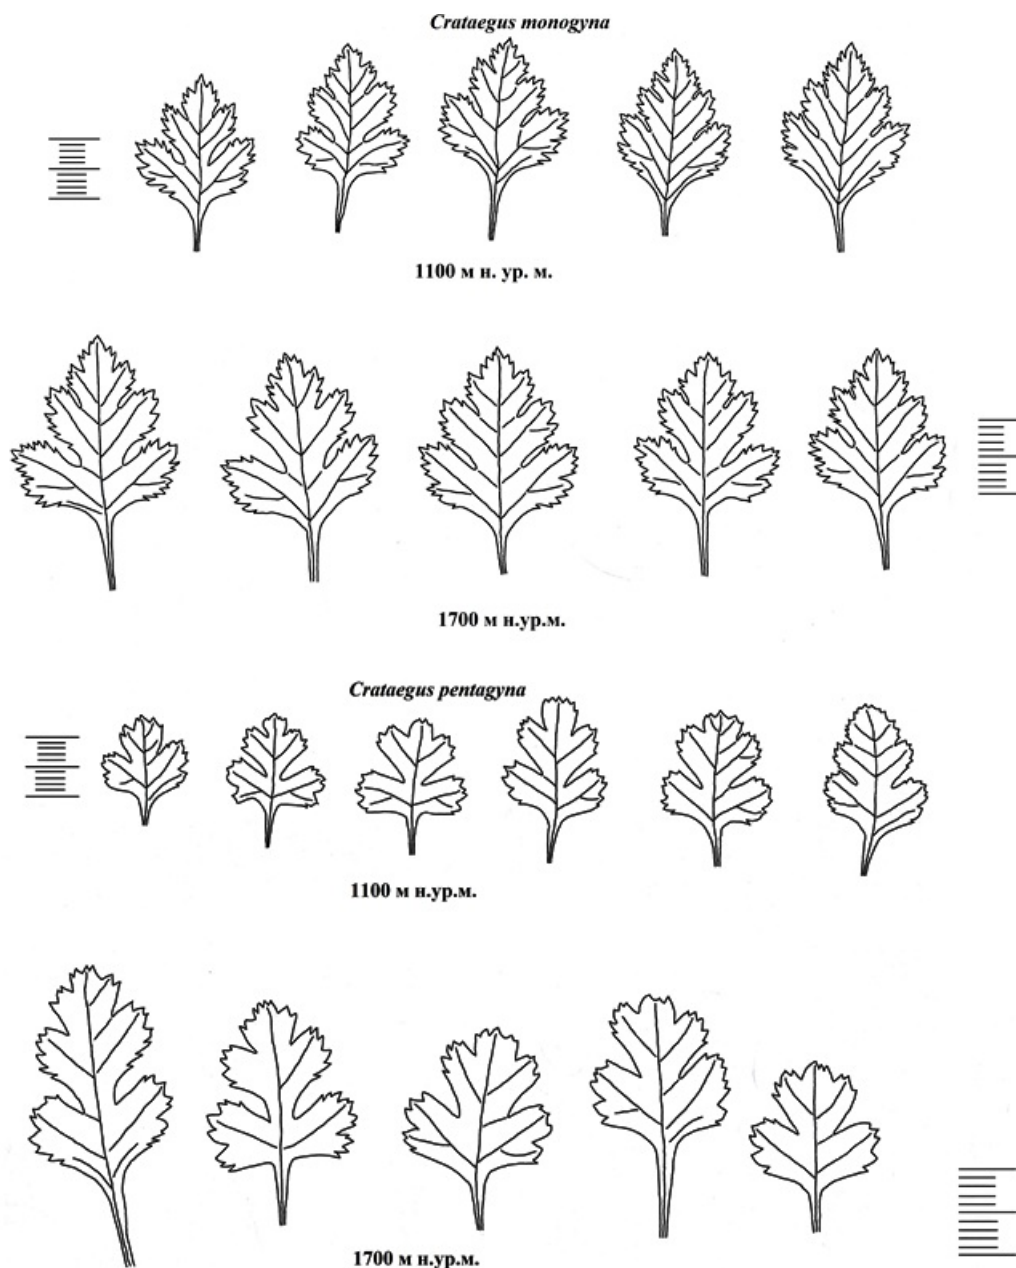 Crataegus monogyna
1100 м н. ур. м.
1700 м н.ур.м.
Crataegus pentagyna
1100 м н.ур.м.
1700 м н.ур.м.